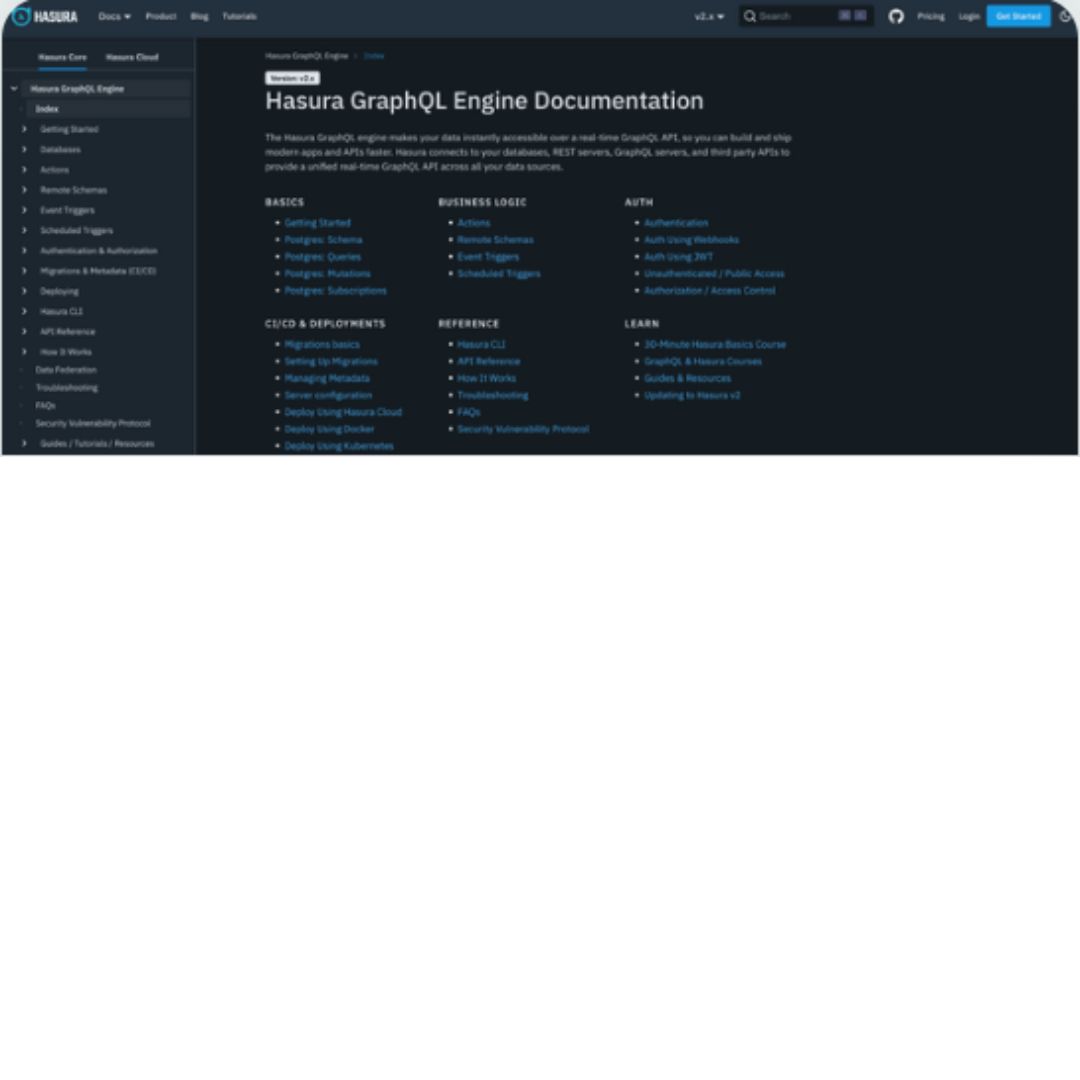 HASURA Docs Product Blog Tutorials v2.x Search Pricing Login Get Started
Hasura Core Hasura Cloud
Hasura GraphQL Engine
Index
Getting Started
Databases
Actions
Remote Schemas
Event Triggers
Scheduled Triggers
Authentication & Authorization
Migrations & Metadata (CI/CD)
Deploying
Hasura CLI
API Reference
How It Works
Data Federation
Troubleshooting
FAQs
Security Vulnerability Protocol
Guides / Tutorials / Resources
Hasura GraphQL Engine > Index
Version: v2.x
Hasura GraphQL Engine Documentation
The Hasura GraphQL engine makes your data instantly accessible over a real-time GraphQL API, so you can build and ship
modern apps and APIs faster. Hasura connects to your databases, REST servers, GraphQL servers, and third party APIs to
provide a unified real-time GraphQL API across all your data sources.
BASICS
Getting Started
Postgres: Schema
Postgres: Queries
Postgres: Mutations
Postgres: Subscriptions
BUSINESS LOGIC
Actions
Remote Schemas
Event Triggers
Scheduled Triggers
AUTH
Authentication
Auth Using Webhooks
Auth Using JWT
Unauthenticated / Public Access
Authorization / Access Control
CI/CD & DEPLOYMENTS
Migrations basics
Setting Up Migrations
Managing Metadata
Server configuration
Deploy Using Hasura Cloud
Deploy Using Docker
Deploy Using Kubernetes
REFERENCE
Hasura CLI
API Reference
How It Works
Troubleshooting
FAQs
Security Vulnerability Protocol
LEARN
30-Minute Hasura Basics Course
GraphQL & Hasura Courses
Guides & Resources
Updating to Hasura v2